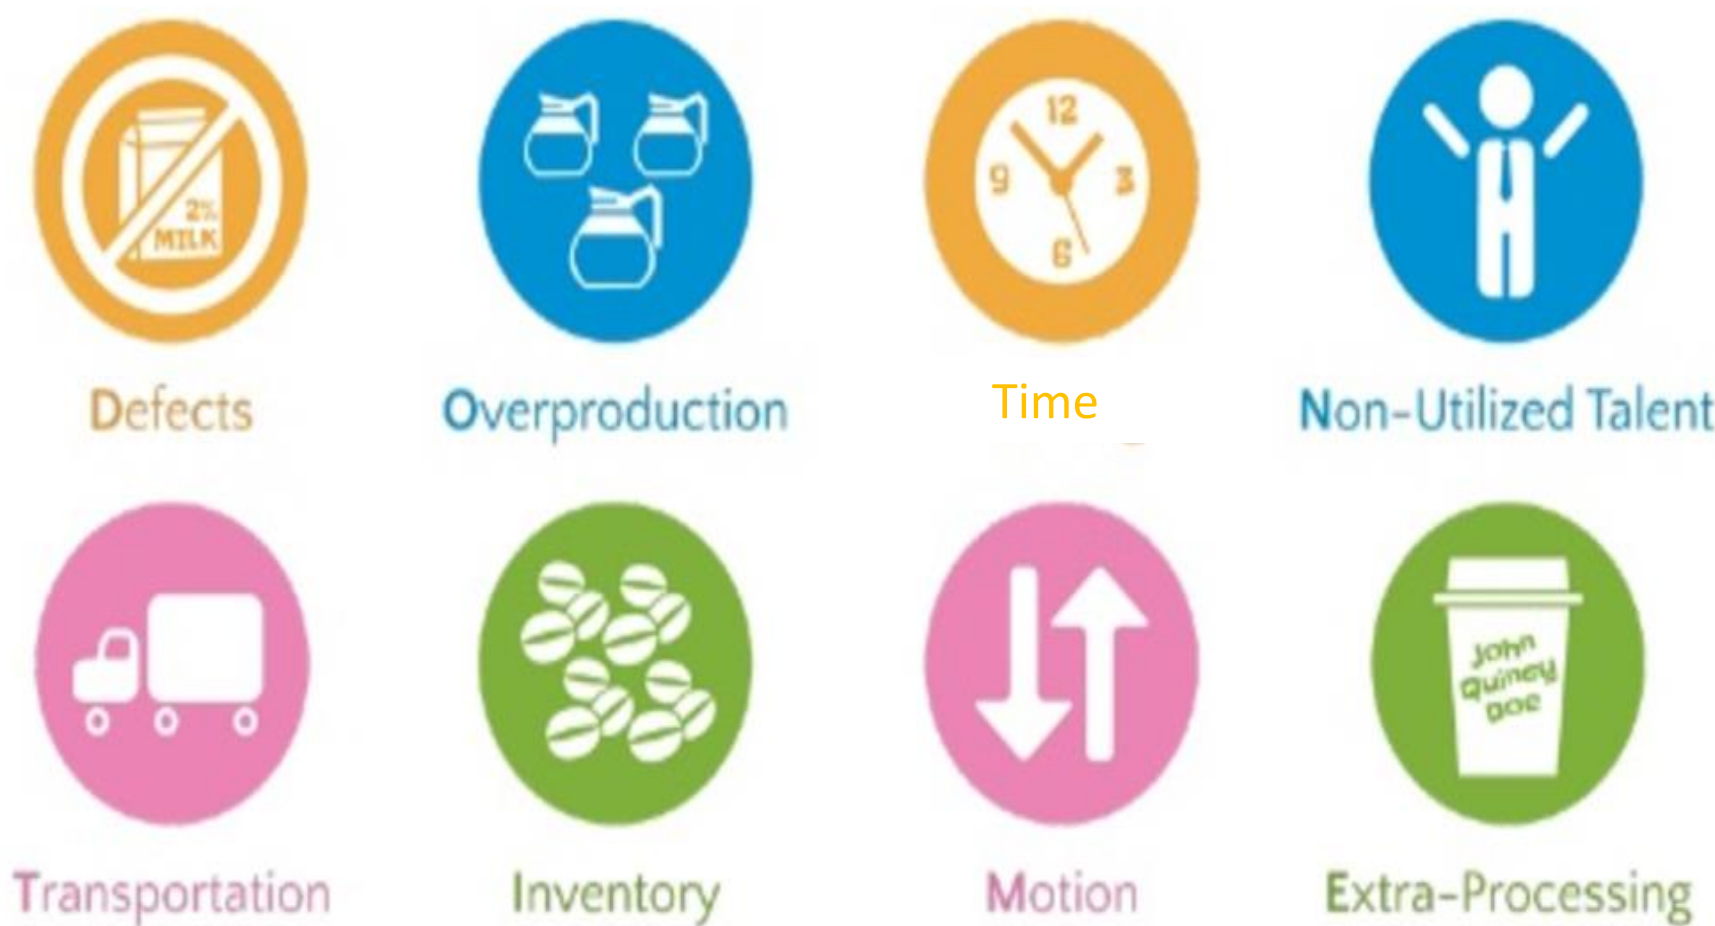 2%
MILK
12
9
3
6
Defects
Overproduction
Time
Non-Utilized Talent
John
Quincy
Doe
Transportation
Inventory
Motion
Extra-Processing